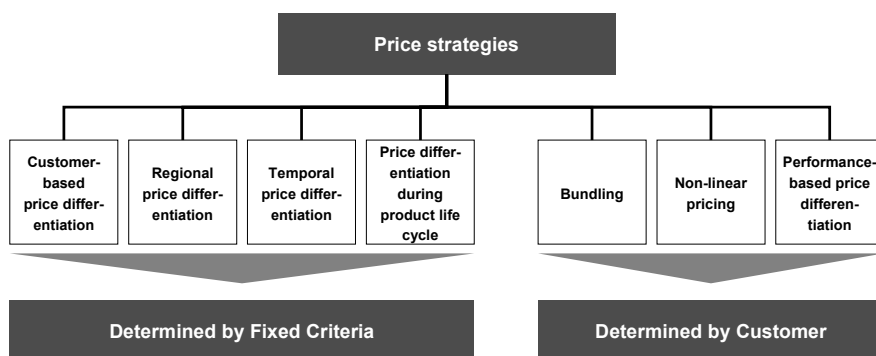 Price strategies
Customer-
based
price differ-
entiation
Regional
price differ-
entiation
Temporal
price differ-
entiation
Price differ-
entiation
during
product life
cycle
Bundling
Non-linear
pricing
Performance-
based price
differen-
tiation
Determined by Fixed Criteria
Determined by Customer